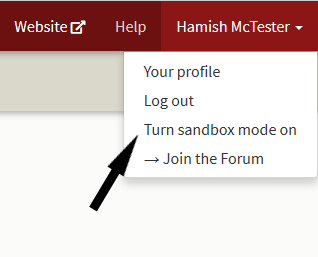 Website Help Hamish McTester
Your profile
Log out
Turn sandbox mode on
→ Join the Forum